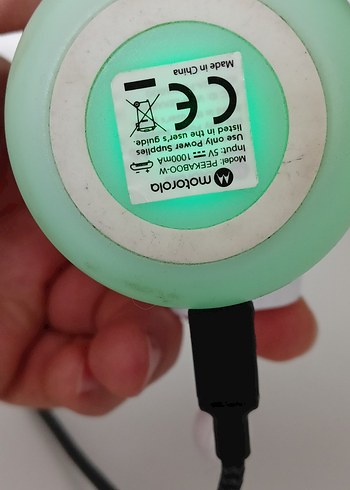 motorola
Model: PEEKABOO-W
Input: 5V ⎓ 1000mA
Use only Power Supplies
listed in the user's guide.
CE
Made in China